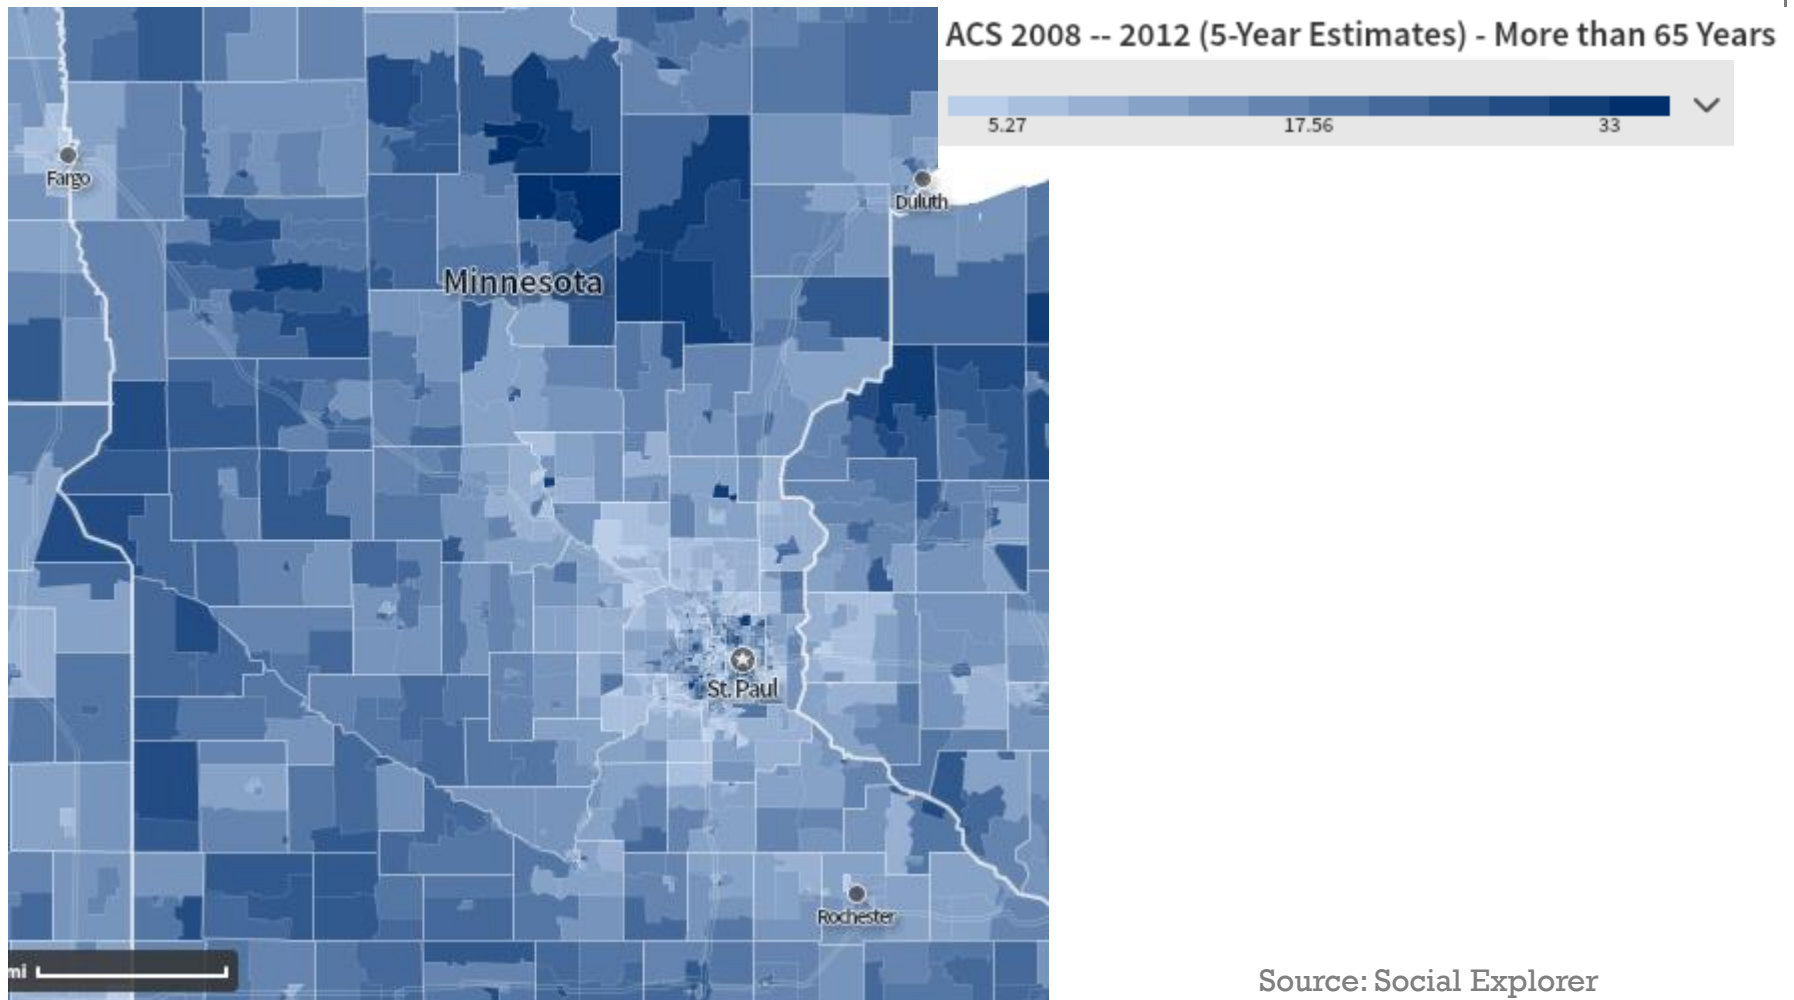 ACS 2008 -- 2012 (5-Year Estimates) - More than 65 Years
5.27 17.56 33
Fargo
Duluth
Minnesota
St. Paul
Rochester
mi
Source: Social Explorer